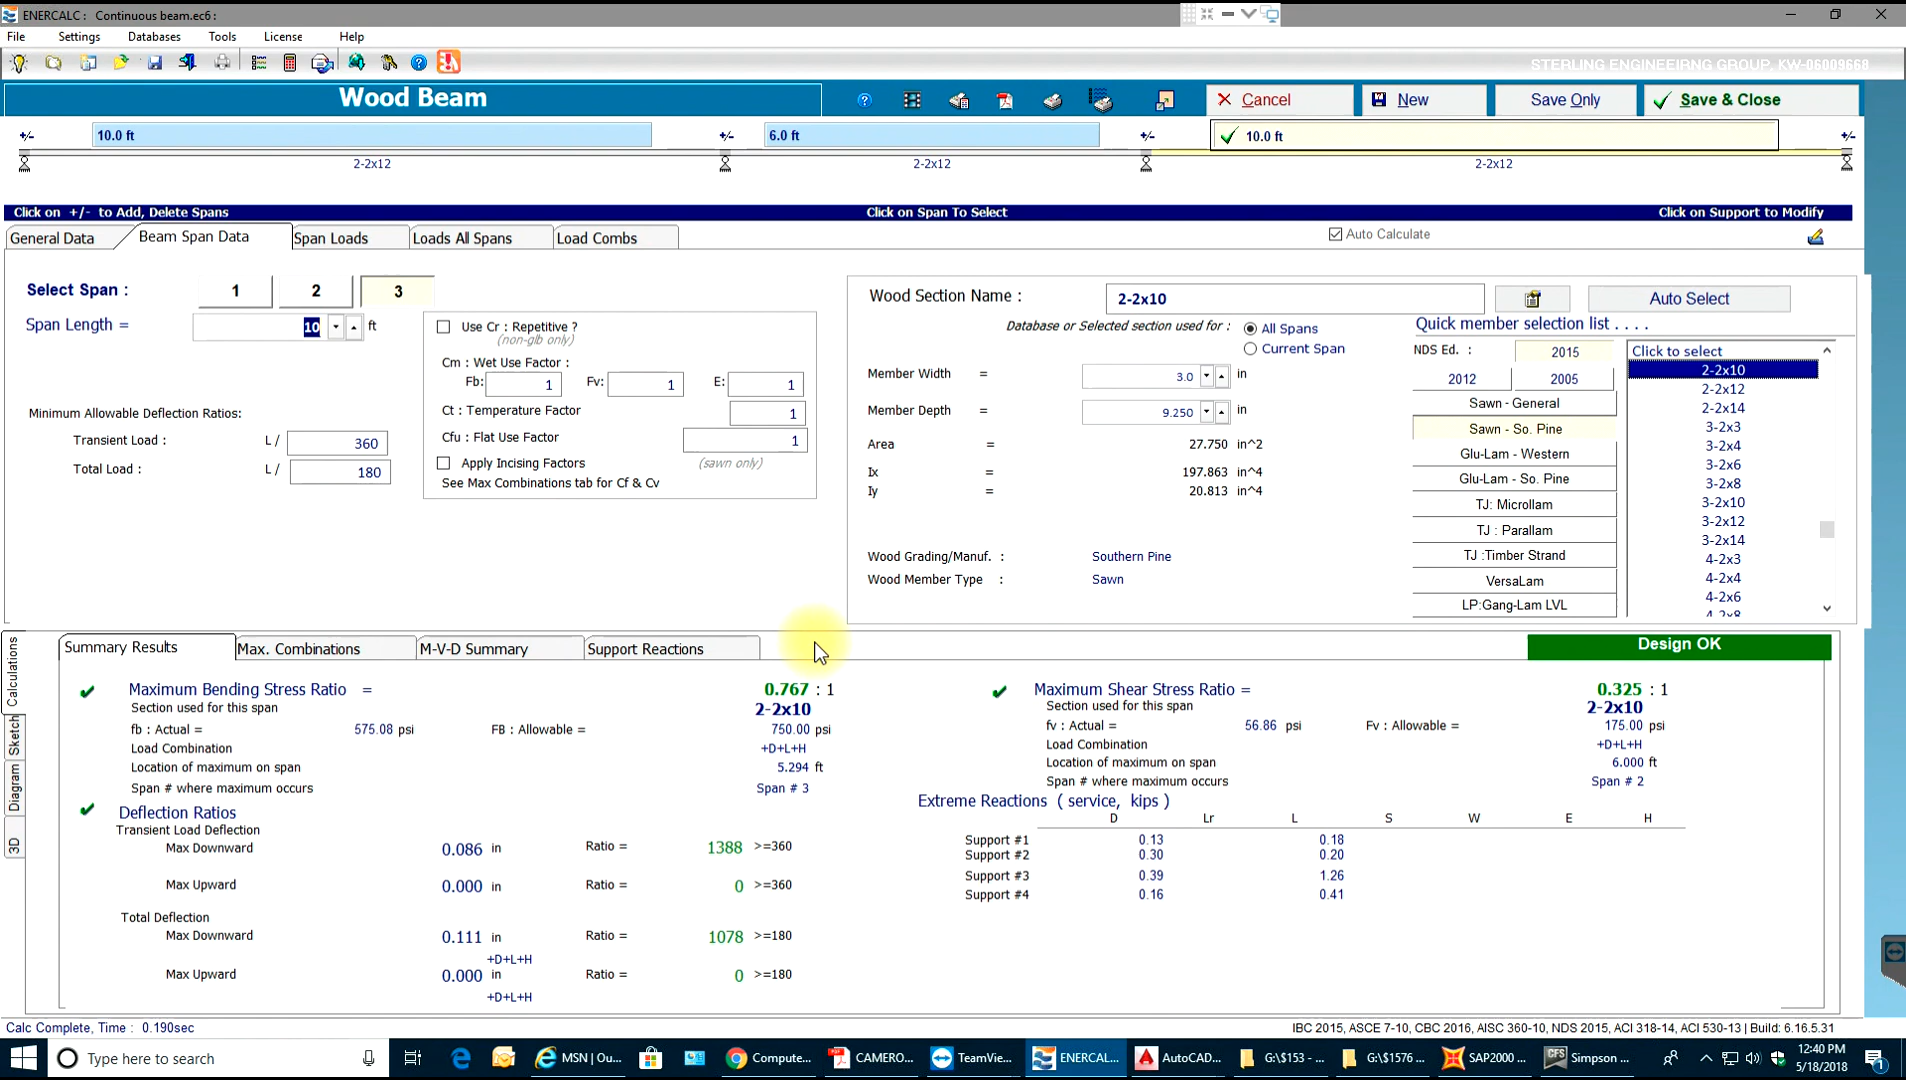 ENERCALC : Continuous beam.ec6 :
File Settings Databases Tools License Help
STERLING ENGINEEIRNG GROUP. KW-06009668
Wood Beam
Cancel New Save Only Save & Close
+/- 10.0 ft +/- 6.0 ft +/- 10.0 ft +/-
2-2x12 2-2x12 2-2x12
Click on +/- to Add, Delete Spans Click on Span To Select Click on Support to Modify
General Data Beam Span Data Span Loads Loads All Spans Load Combs Auto Calculate
Select Span : 1 2 3
Span Length = 10 ft
Use Cr : Repetitive ?
(non-glb only)
Cm : Wet Use Factor :
Fb: 1 Fv: 1 E: 1
Ct : Temperature Factor 1
Cfu : Flat Use Factor 1
Apply Incising Factors (sawn only)
See Max Combinations tab for Cf & Cv
Minimum Allowable Deflection Ratios:
Transient Load : L / 360
Total Load : L / 180
Wood Section Name : 2-2x10 Auto Select
Database or Selected section used for : All Spans
Current Span
Member Width = 3.0 in
Member Depth = 9.250 in
Area = 27.750 in^2
Ix = 197.863 in^4
Iy = 20.813 in^4
Wood Grading/Manuf. : Southern Pine
Wood Member Type : Sawn
Quick member selection list . . . .
NDS Ed. : 2015
2012 2005
Sawn - General
Sawn - So. Pine
Glu-Lam - Western
Glu-Lam - So. Pine
TJ: Microllam
TJ : Parallam
TJ :Timber Strand
VersaLam
LP:Gang-Lam LVL
Click to select
2-2x10
2-2x12
2-2x14
3-2x3
3-2x4
3-2x6
3-2x8
3-2x10
3-2x12
3-2x14
4-2x3
4-2x4
4-2x6
4-2x8
Calculations
Sketch
Diagram
3D
Summary Results Max. Combinations M-V-D Summary Support Reactions Design OK
Maximum Bending Stress Ratio = 0.767 : 1
Section used for this span 2-2x10
fb : Actual = 575.08 psi FB : Allowable = 750.00 psi
Load Combination +D+L+H
Location of maximum on span 5.294 ft
Span # where maximum occurs Span # 3
Deflection Ratios
Transient Load Deflection
Max Downward 0.086 in Ratio = 1388 >=360
Max Upward 0.000 in Ratio = 0 >=360
Total Deflection
Max Downward 0.111 in Ratio = 1078 >=180
+D+L+H
Max Upward 0.000 in Ratio = 0 >=180
+D+L+H
Maximum Shear Stress Ratio = 0.325 : 1
Section used for this span 2-2x10
fv : Actual = 56.86 psi Fv : Allowable = 175.00 psi
Load Combination +D+L+H
Location of maximum on span 6.000 ft
Span # where maximum occurs Span # 2
Extreme Reactions ( service, kips )
D Lr L S W E H
Support #1 0.13 0.18
Support #2 0.30 0.20
Support #3 0.39 1.26
Support #4 0.16 0.41
Calc Complete, Time : 0.190sec
IBC 2015, ASCE 7-10, CBC 2016, AISC 360-10, NDS 2015, ACI 318-14, ACI 530-13 | Build: 6.16.5.31
Type here to search
MSN | Ou... Compute... CAMERO... TeamVie... ENERCAL... AutoCAD... G:\$153 - ... G:\$1576 ... SAP2000 ... CFS Simpson ...
12:40 PM
5/18/2018
1